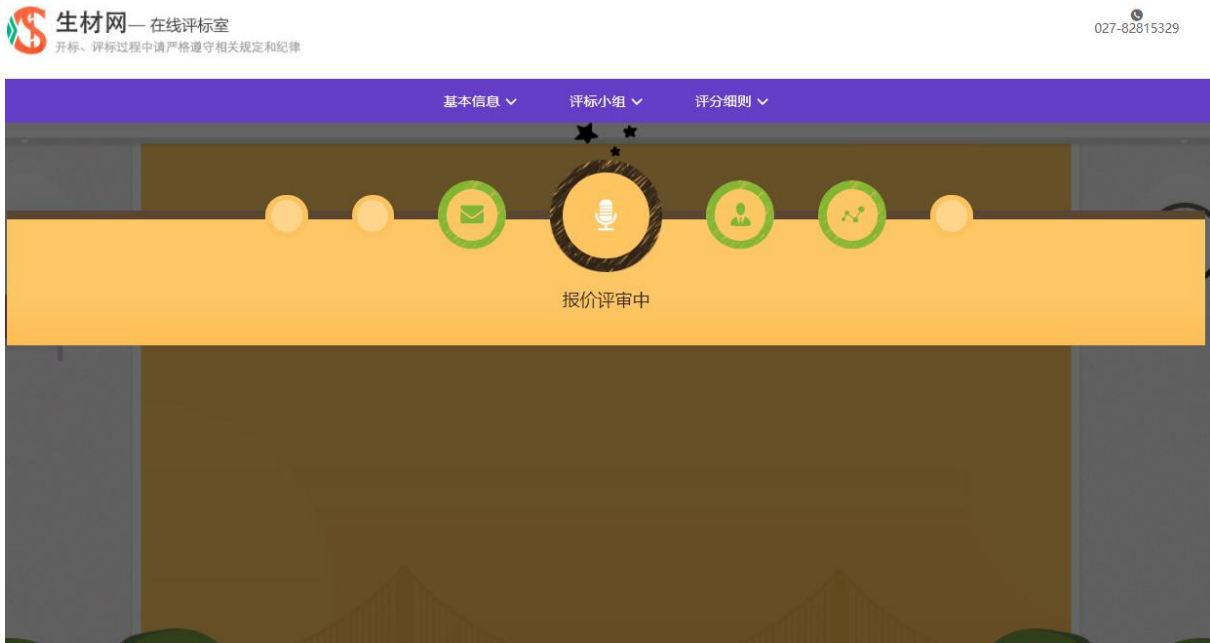 生材网— 在线评标室
开标、评标过程中请严格遵守相关规定和纪律
027-82815329
基本信息 评标小组 评分细则
报价评审中